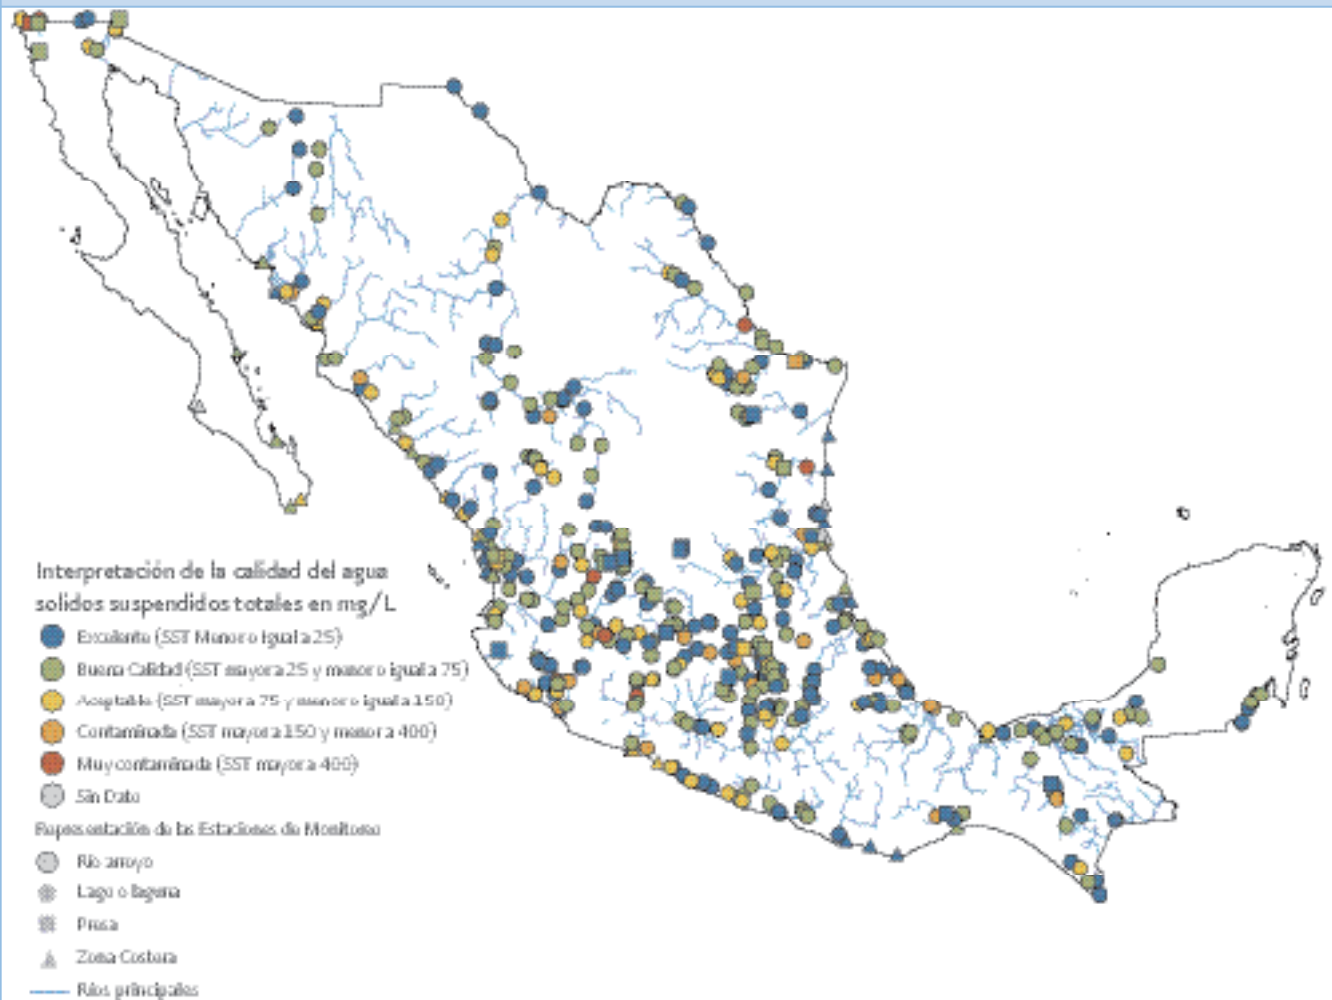 Interpretación de la calidad del agua
solidos suspendidos totales en mg/L
Excelente (SST Menor o igual a 25)
Buena Calidad (SST mayor a 25 y menor o igual a 75)
Aceptable (SST mayor a 75 y menor o igual a 150)
Contaminada (SST mayor a 150 y menor a 400)
Muy contaminada (SST mayor a 400)
Sin Dato
Representación de las Estaciones de Monitoreo
Río arroyo
Lago o laguna
Presa
Zona Costera
Ríos principales